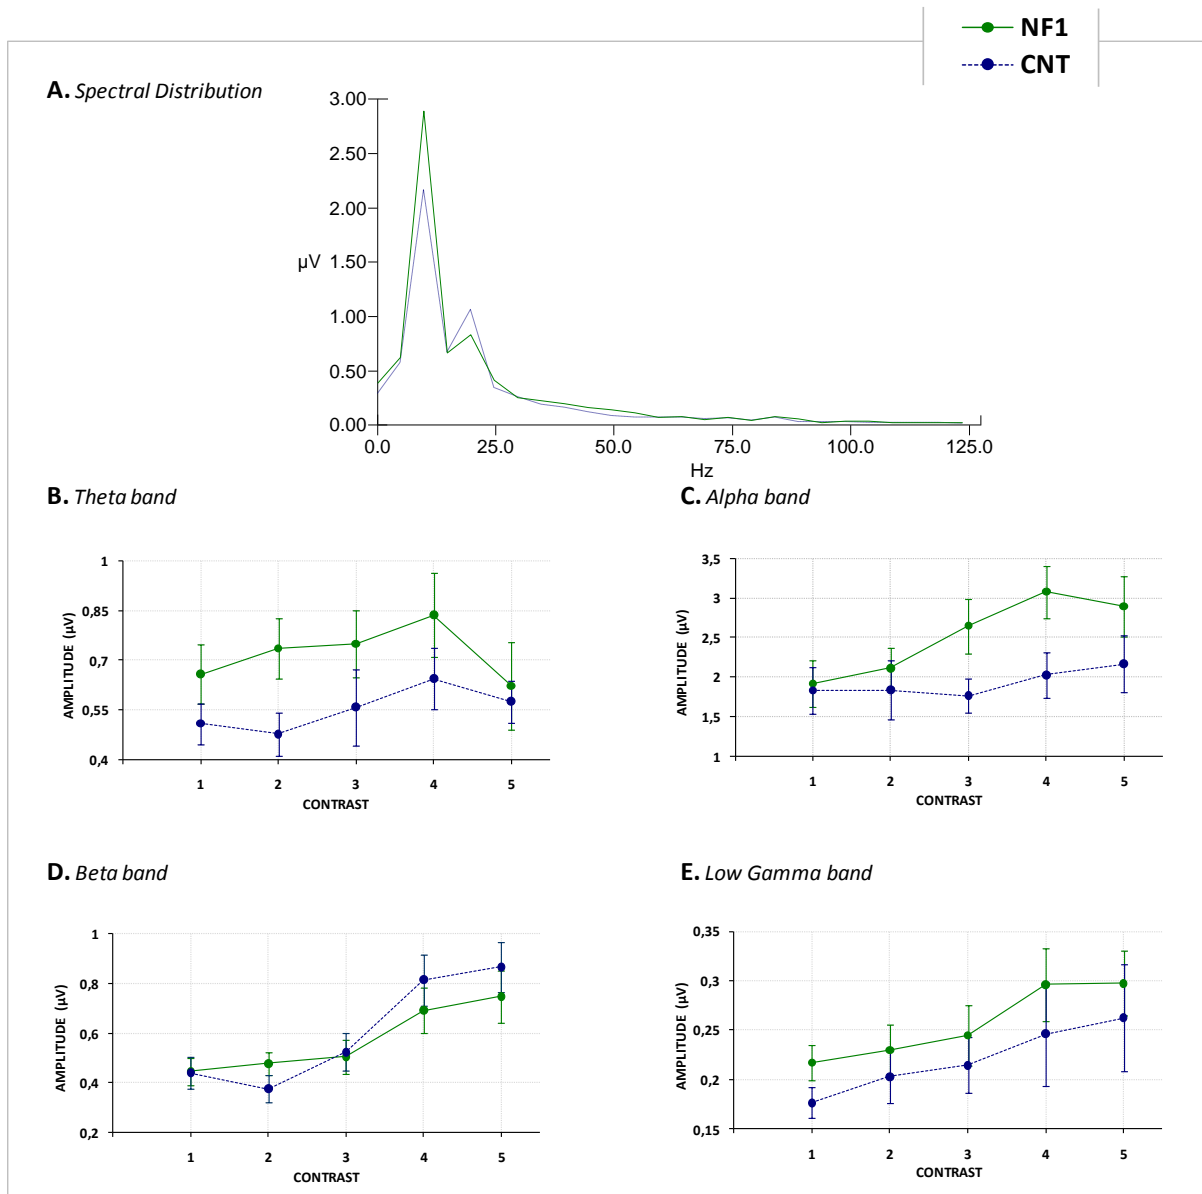 NF1
CNT
A. Spectral Distribution
3.00
2.50
2.00
µV 1.50
1.00
0.50
0.00
0.0 25.0 50.0 75.0 100.0 125.0
Hz
B. Theta band
1
0,85
0,7
0,55
0,4
AMPLITUDE (µV)
1 2 3 4 5
CONTRAST
C. Alpha band
3,5
3
2,5
2
1,5
1
AMPLITUDE (µV)
1 2 3 4 5
CONTRAST
D. Beta band
1
0,8
0,6
0,4
0,2
AMPLITUDE (µV)
1 2 3 4 5
CONTRAST
E. Low Gamma band
0,35
0,3
0,25
0,2
0,15
AMPLITUDE (µV)
1 2 3 4 5
CONTRAST